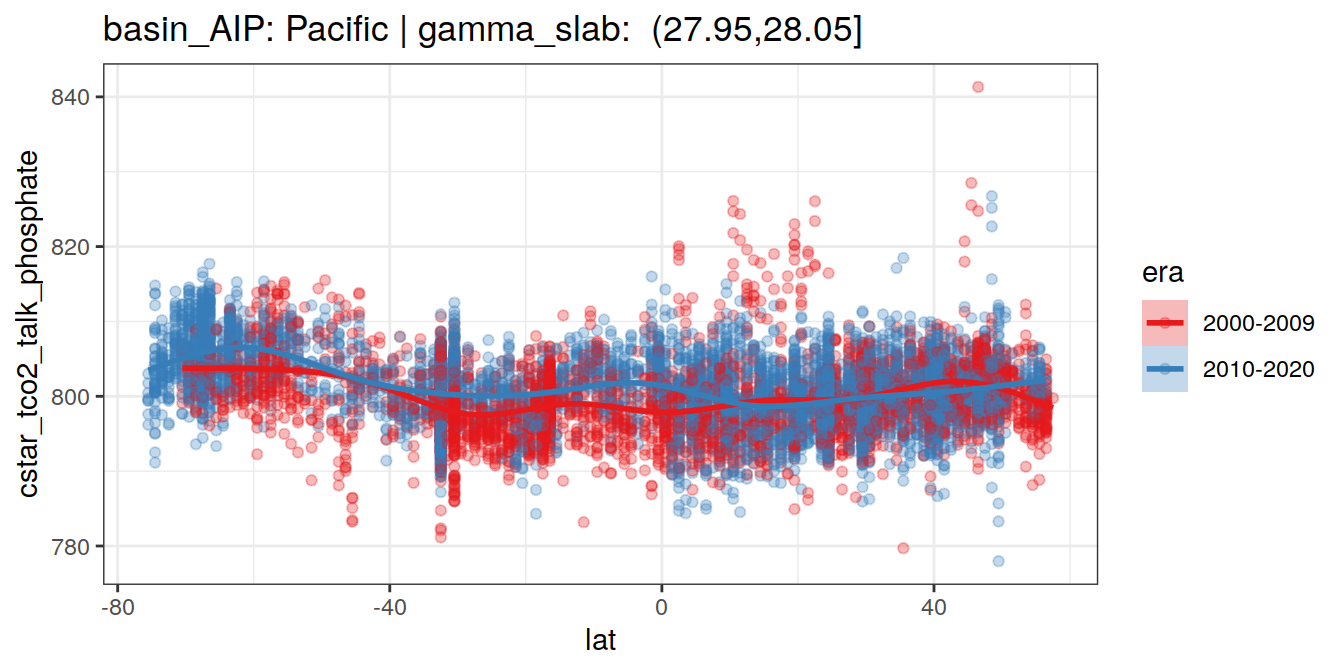 basin_AIP: Pacific | gamma_slab:  (27.95,28.05]
cstar_tco2_talk_phosphate
840
820
800
780
-80
-40
0
40
lat
era
2000-2009
2010-2020